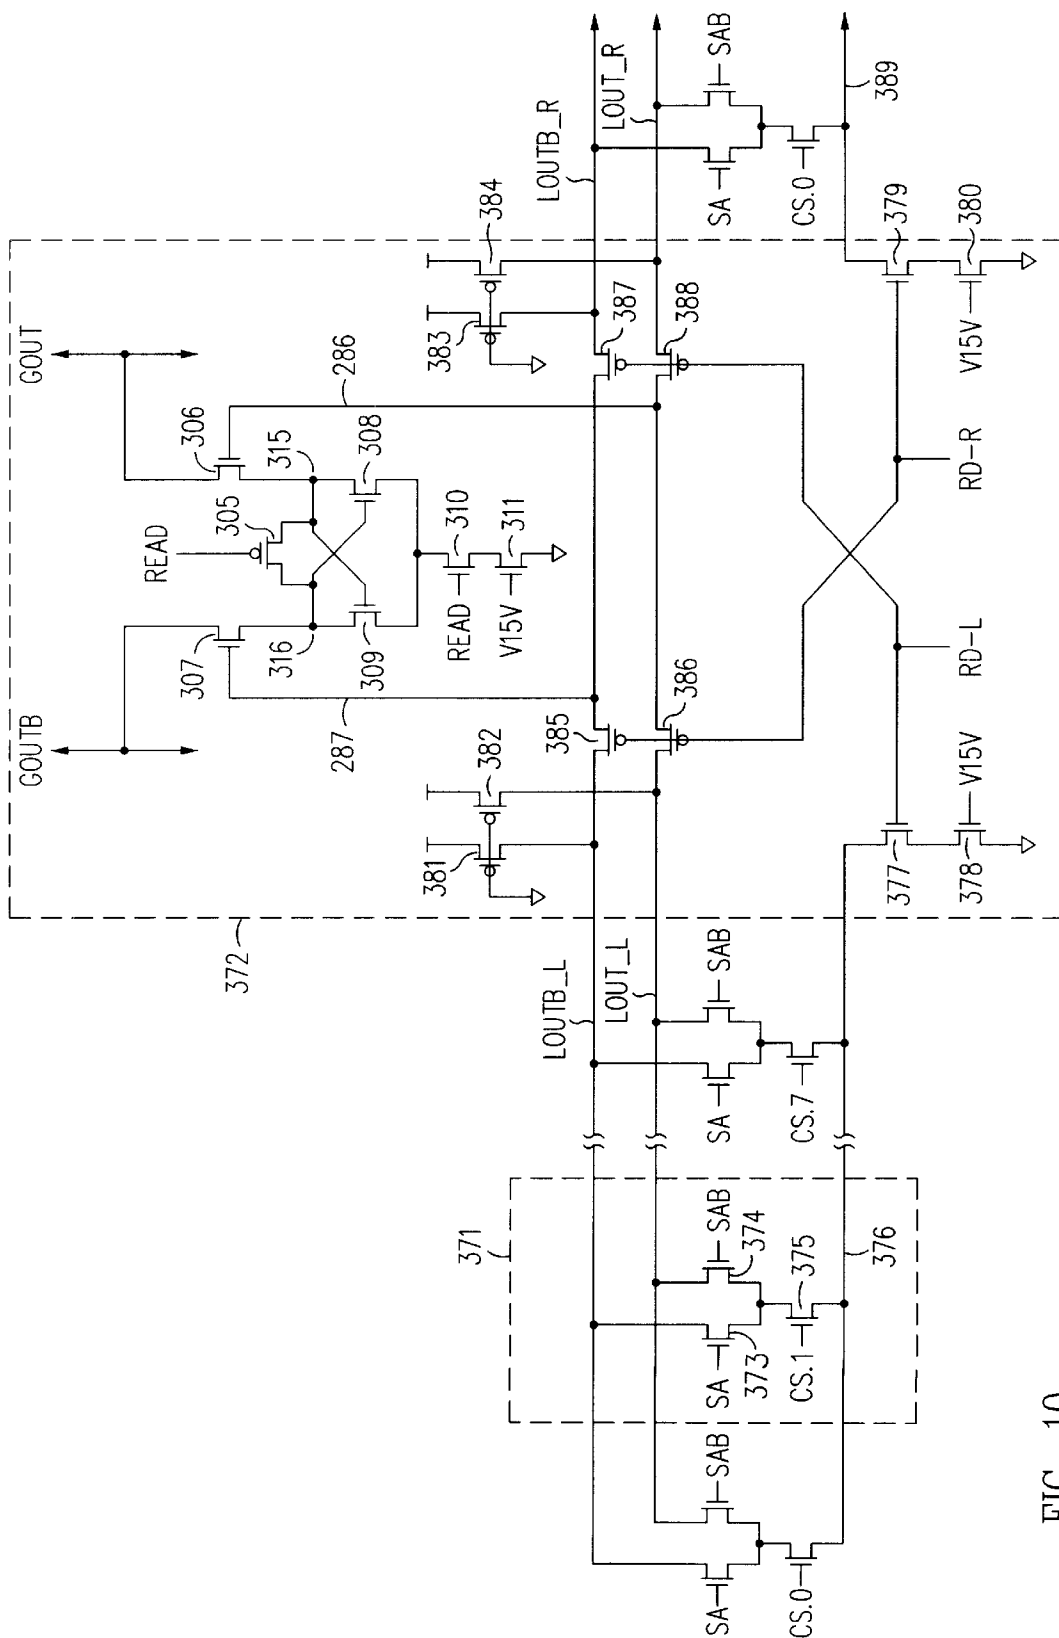 GOUTB
GOUT
READ
307
305
306
316
315
309
308
READ
310
V15V
311
287
286
372
381
382
383
384
LOUTB_R
LOUT_R
385
386
387
388
LOUTB_L
LOUT_L
SA
SAB
CS.0
371
SA
373
SAB
374
CS.1
375
376
SA
SAB
CS.7
377
378
V15V
RD-L
RD-R
379
V15V
380
SA
SAB
CS.0
389
FIG. 10